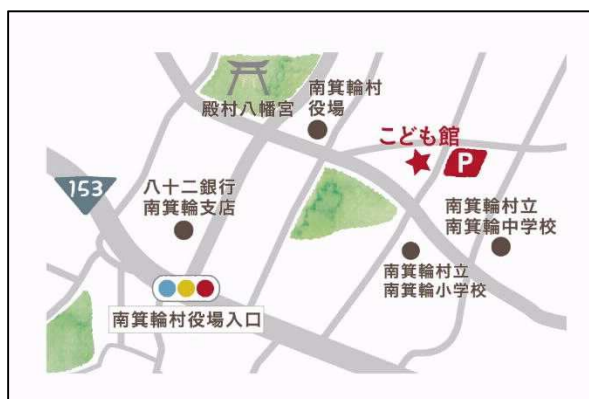 殿村八幡宮
南箕輪村
役場
こども館
P
153
八十二銀行
南箕輪支店
南箕輪村立
南箕輪中学校
南箕輪村立
南箕輪小学校
南箕輪村役場入口